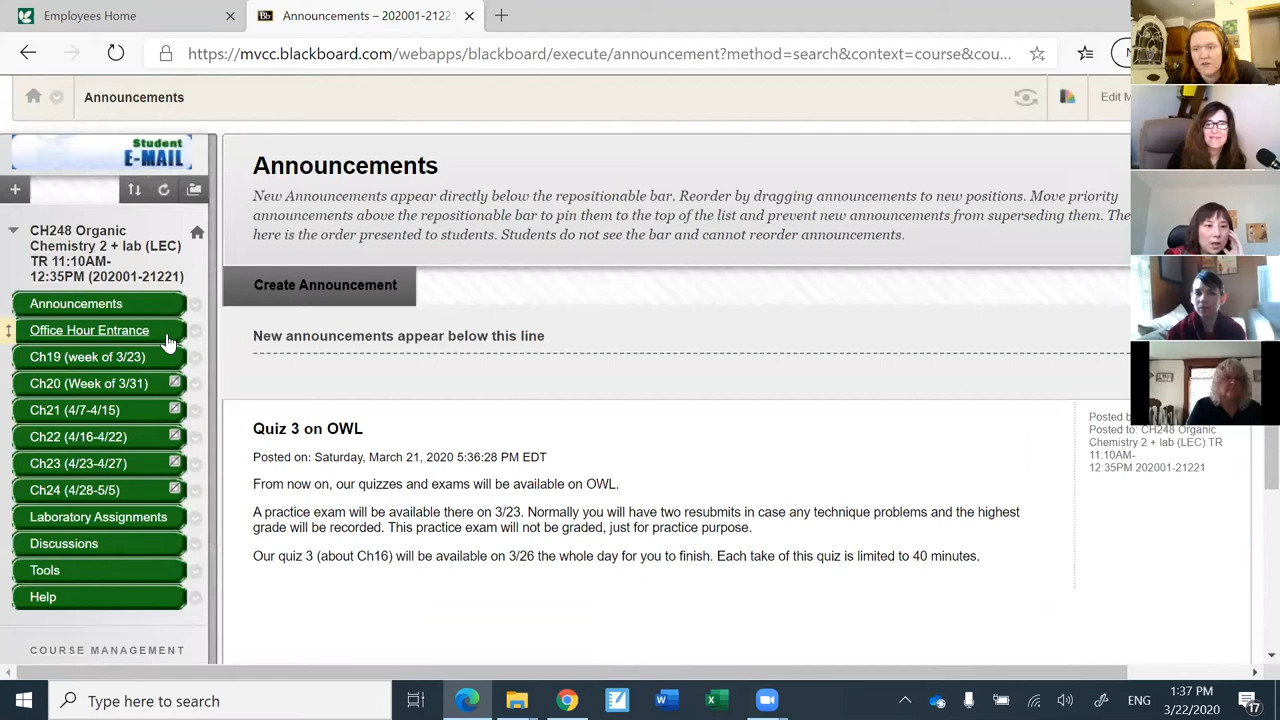 Employees Home
Announcements – 202001-21221
https://mvcc.blackboard.com/webapps/blackboard/execute/announcement?method=search&context=course&cou...
Announcements
Edit M
Student
E-MAIL
CH248 Organic
Chemistry 2 + lab (LEC)
TR 11:10AM-
12:35PM (202001-21221)
Announcements
Office Hour Entrance
Ch19 (week of 3/23)
Ch20 (Week of 3/31)
Ch21 (4/7-4/15)
Ch22 (4/16-4/22)
Ch23 (4/23-4/27)
Ch24 (4/28-5/5)
Laboratory Assignments
Discussions
Tools
Help
COURSE MANAGEMENT
Announcements
New Announcements appear directly below the repositionable bar. Reorder by dragging announcements to new positions. Move priority
announcements above the repositionable bar to pin them to the top of the list and prevent new announcements from superseding them. The
here is the order presented to students. Students do not see the bar and cannot reorder announcements.
Create Announcement
New announcements appear below this line
Quiz 3 on OWL
Posted on: Saturday, March 21, 2020 5:36:28 PM EDT
From now on, our quizzes and exams will be available on OWL.
A practice exam will be available there on 3/23. Normally you will have two resubmits in case any technique problems and the highest
grade will be recorded. This practice exam will not be graded, just for practice purpose.
Our quiz 3 (about Ch16) will be available on 3/26 the whole day for you to finish. Each take of this quiz is limited to 40 minutes.
Posted b
Posted to: CH248 Organic
Chemistry 2 + lab (LEC) TR
11:10AM-
12:35PM 202001-21221
Type here to search
ENG
1:37 PM
3/22/2020
17